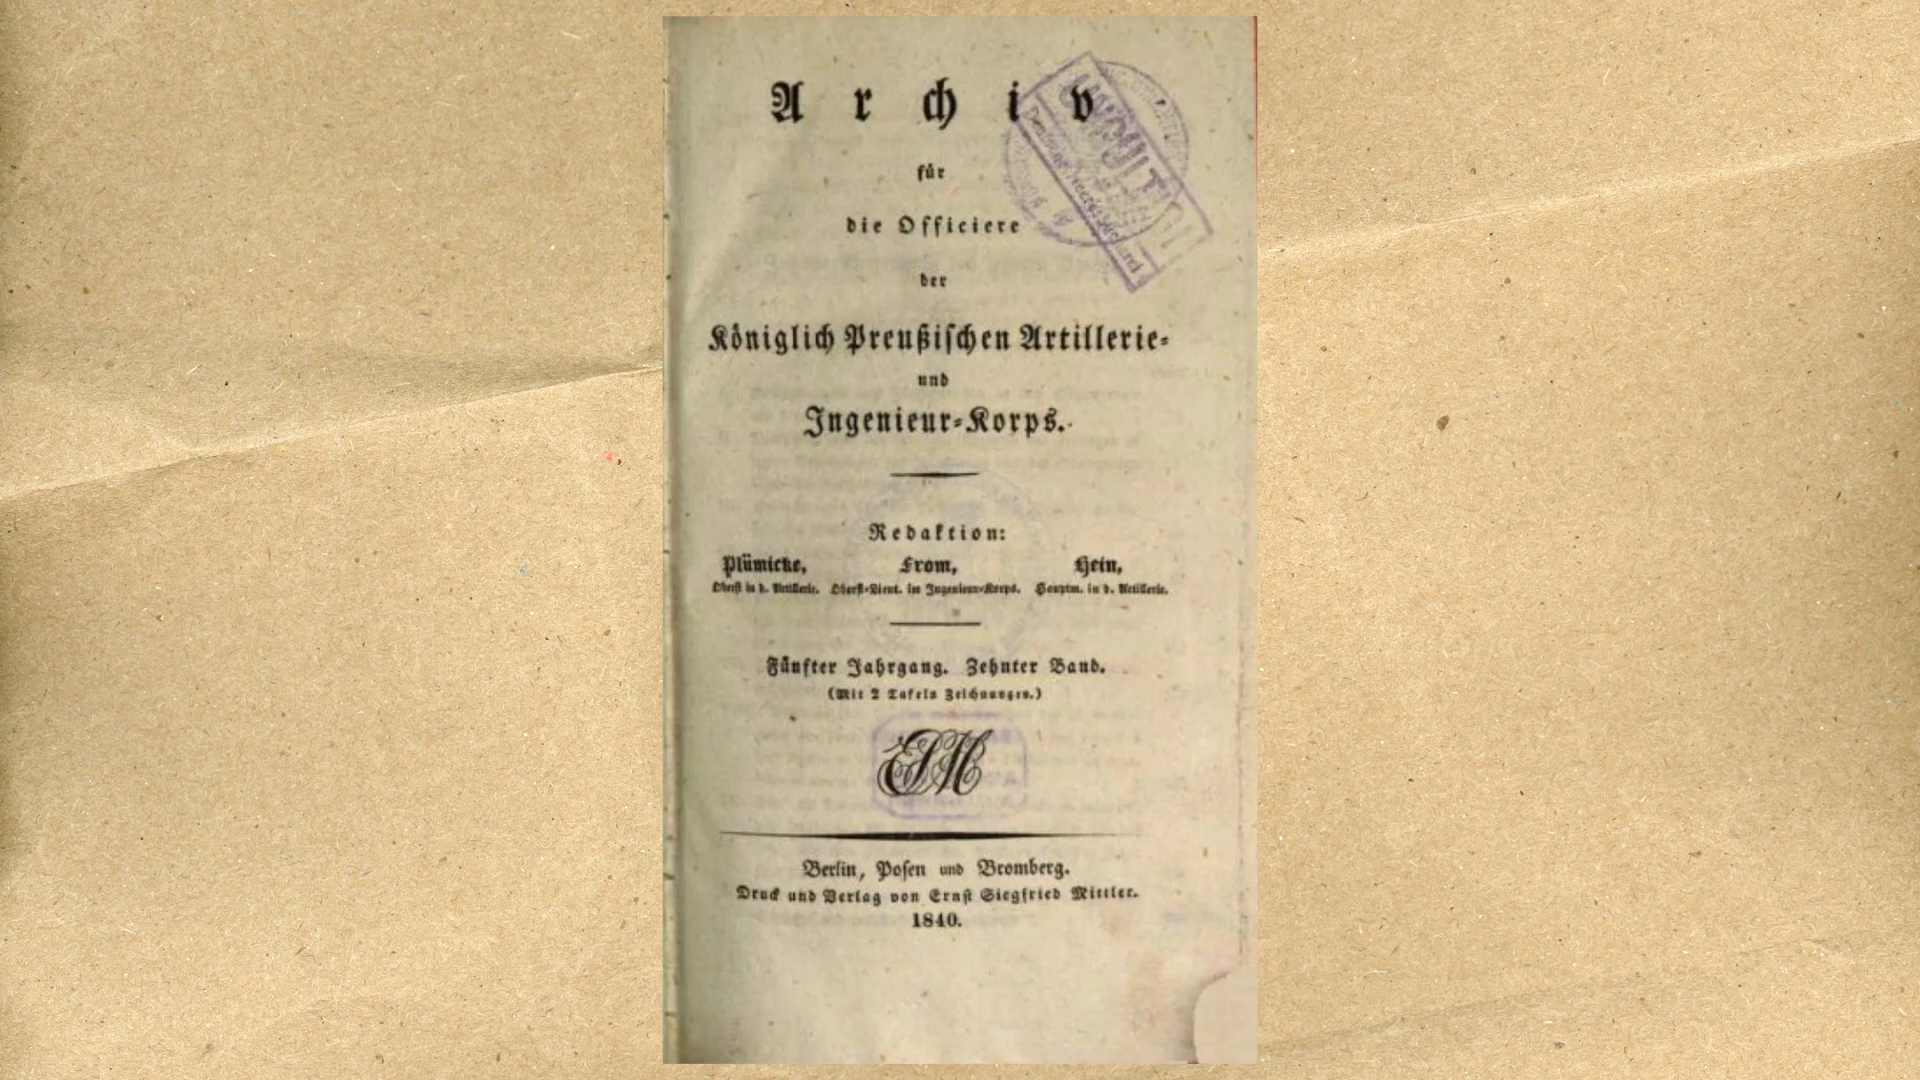 Archiv
für
die Officiere
der
Königlich Preußischen Artillerie-
und
Ingenieur-Korps.
Redaktion:
Plümicke, From, Hein,
Oberst in d. Artillerie. Oberst-Lieut. im Ingenieur-Korps. Hauptm. in d. Artillerie.
Fünfter Jahrgang. Zehnter Band.
(Mit 2 Tafeln Zeichnungen.)
ESM
Berlin, Posen und Bromberg.
Druck und Verlag von Ernst Siegfried Mittler.
1840.